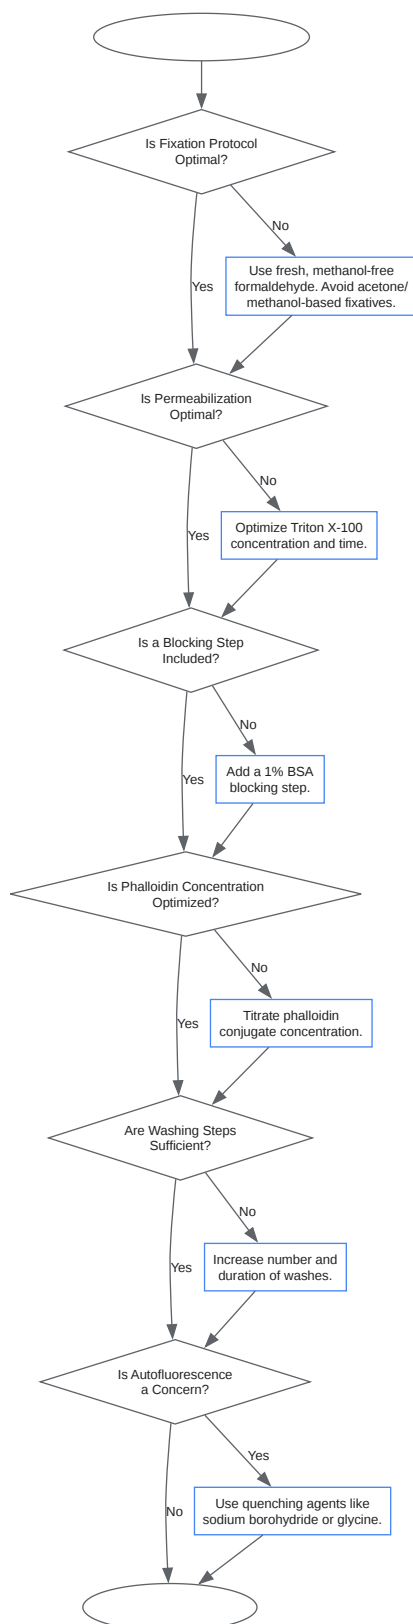 Is Fixation Protocol
Optimal?
No
Use fresh, methanol-free
formaldehyde. Avoid acetone/
methanol-based fixatives.
Yes
Is Permeabilization
Optimal?
No
Optimize Triton X-100
concentration and time.
Yes
Is a Blocking Step
Included?
No
Add a 1% BSA
blocking step.
Yes
Is Phalloidin Concentration
Optimized?
No
Titrate phalloidin
conjugate concentration.
Yes
Are Washing Steps
Sufficient?
No
Increase number and
duration of washes.
Yes
Is Autofluorescence
a Concern?
Yes
Use quenching agents like
sodium borohydride or glycine.
No